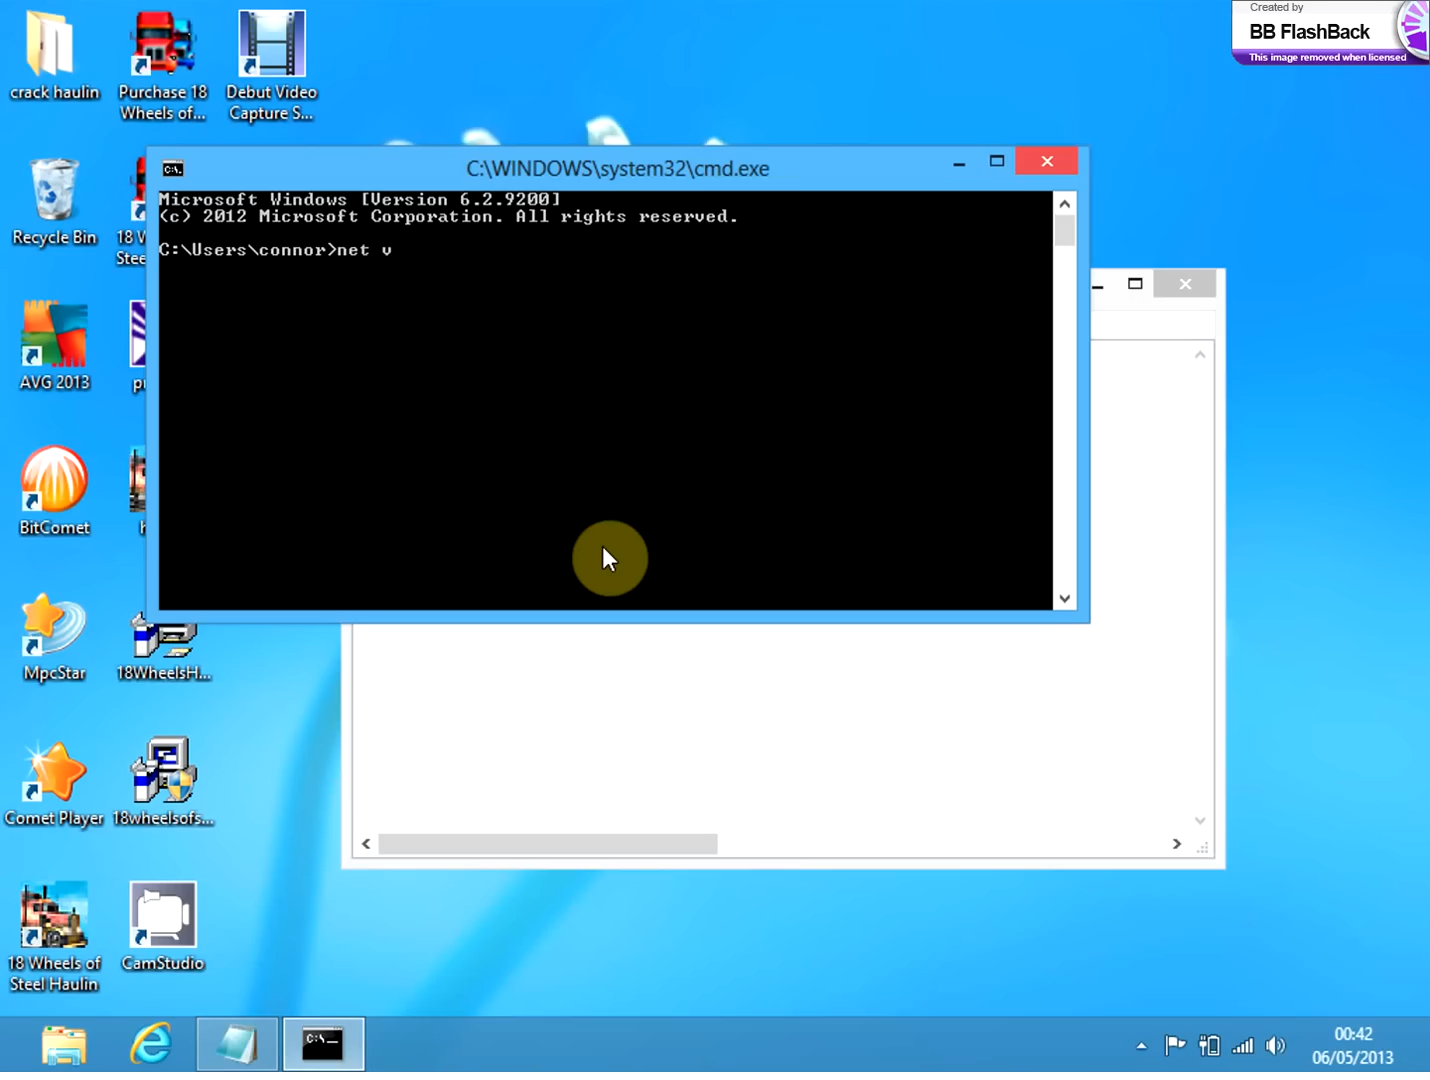 Created by
BB FlashBack
This image removed when licensed
crack haulin
Purchase 18
Wheels of...
Debut Video
Capture S...
C:\WINDOWS\system32\cmd.exe
Microsoft Windows [Version 6.2.9200]
(c) 2012 Microsoft Corporation. All rights reserved.
C:\Users\connor>net v
Recycle Bin
18 W
Stee
AVG 2013
BitComet
MpcStar
18WheelsH...
Comet Player
18wheelsofs...
18 Wheels of
Steel Haulin
CamStudio
00:42
06/05/2013